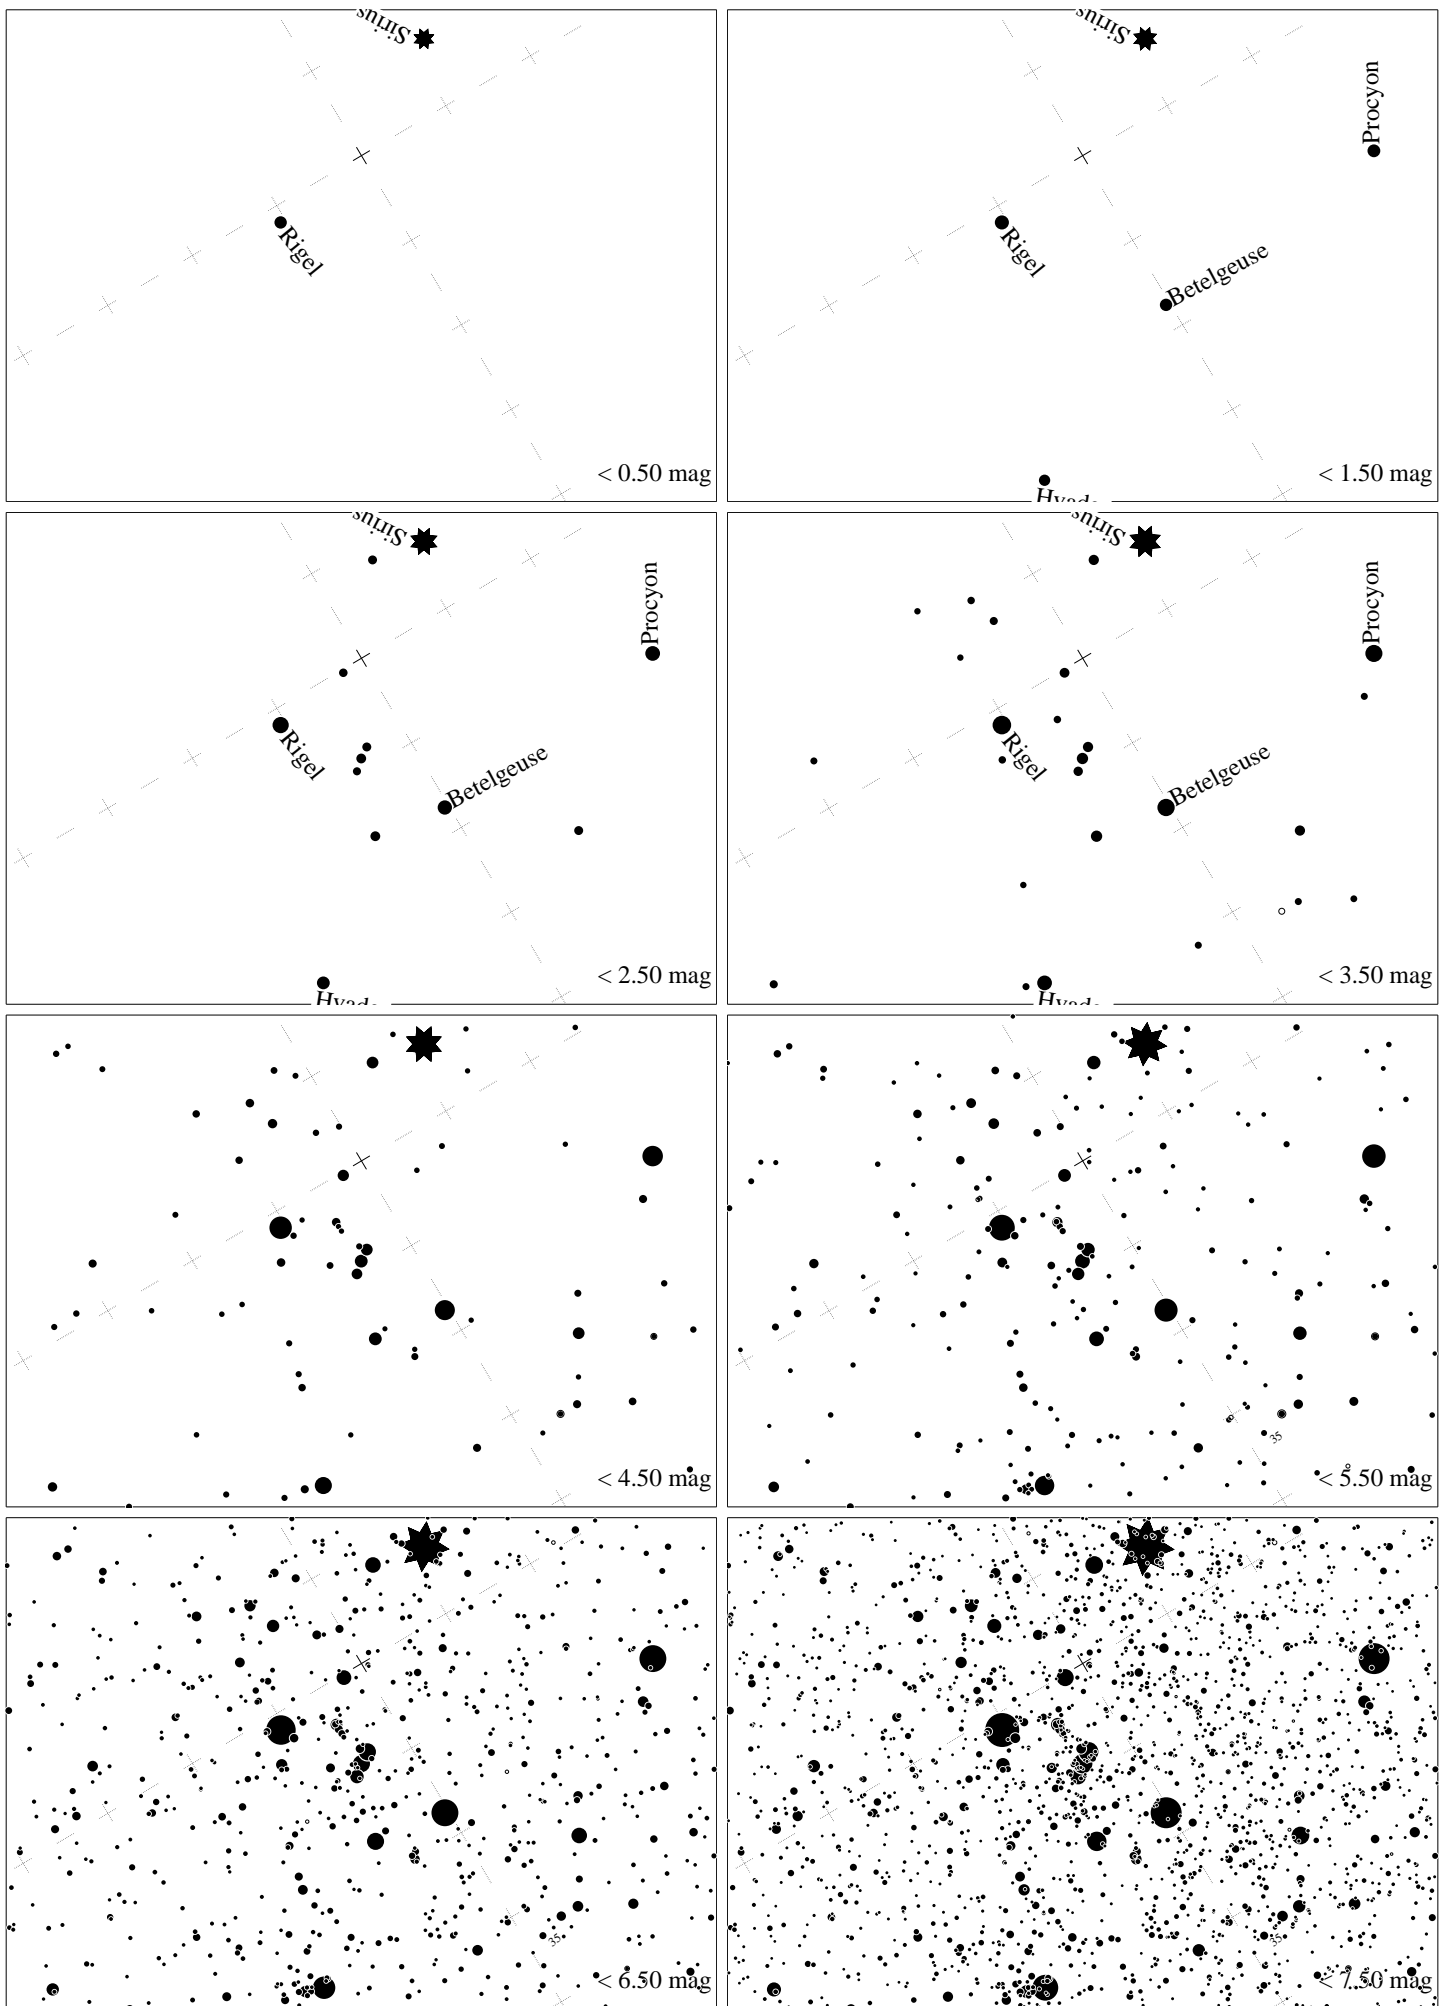 Sirius
Rigel
< 0.50 mag
Sirius
Procyon
Rigel
Betelgeuse
< 1.50 mag
Sirius
Procyon
Rigel
Betelgeuse
< 2.50 mag
Sirius
Procyon
Rigel
Betelgeuse
< 3.50 mag
< 4.50 mag
35
< 5.50 mag
35
< 6.50 mag
35
< 7.50 mag